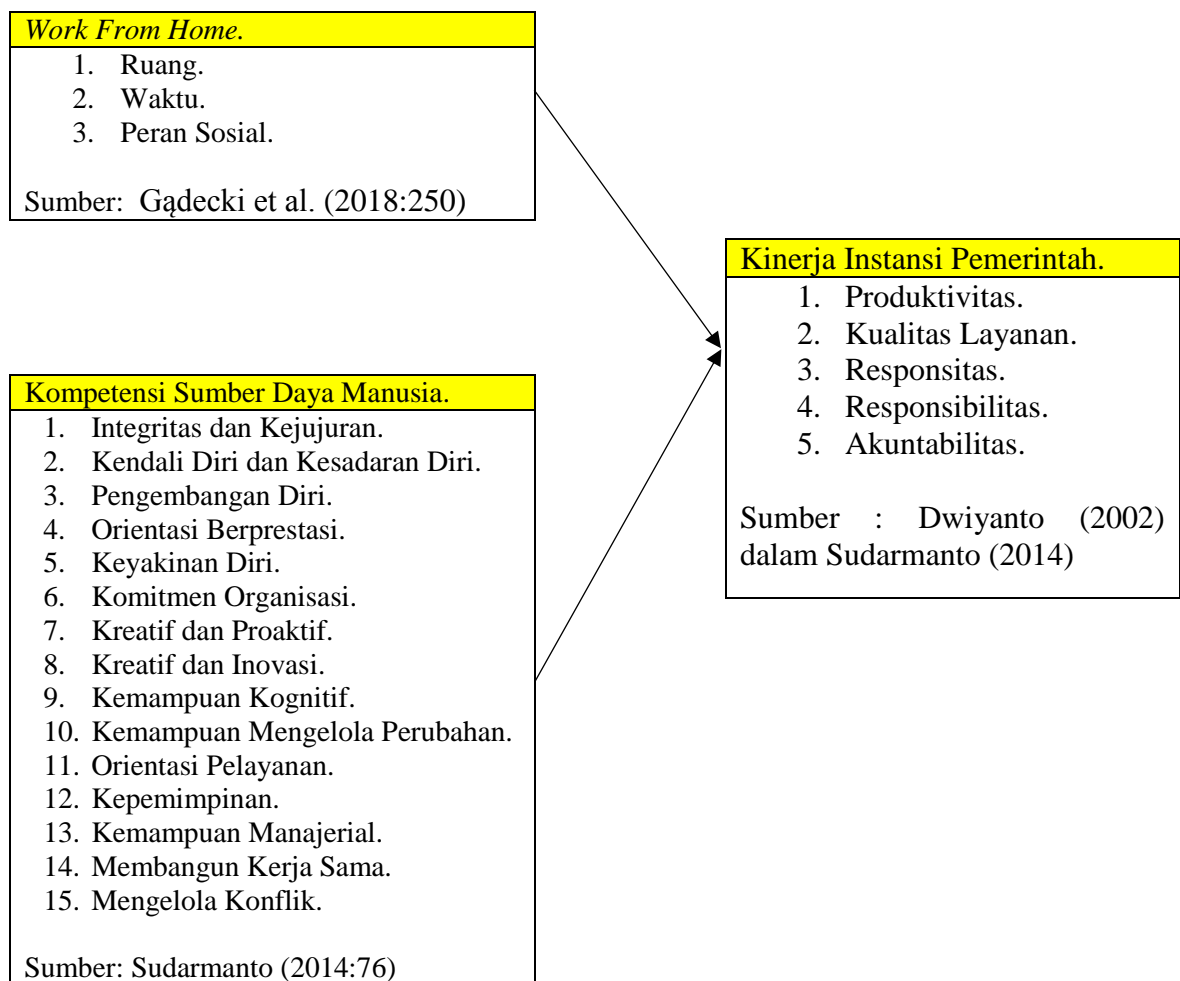 Work From Home.
1. Ruang.
2. Waktu.
3. Peran Sosial.
Sumber: Gądecki et al. (2018:250)
Kinerja Instansi Pemerintah.
1. Produktivitas.
2. Kualitas Layanan.
3. Responsitas.
4. Responsibilitas.
5. Akuntabilitas.
Sumber : Dwiyanto (2002)
dalam Sudarmanto (2014)
Kompetensi Sumber Daya Manusia.
1. Integritas dan Kejujuran.
2. Kendali Diri dan Kesadaran Diri.
3. Pengembangan Diri.
4. Orientasi Berprestasi.
5. Keyakinan Diri.
6. Komitmen Organisasi.
7. Kreatif dan Proaktif.
8. Kreatif dan Inovasi.
9. Kemampuan Kognitif.
10. Kemampuan Mengelola Perubahan.
11. Orientasi Pelayanan.
12. Kepemimpinan.
13. Kemampuan Manajerial.
14. Membangun Kerja Sama.
15. Mengelola Konflik.
Sumber: Sudarmanto (2014:76)